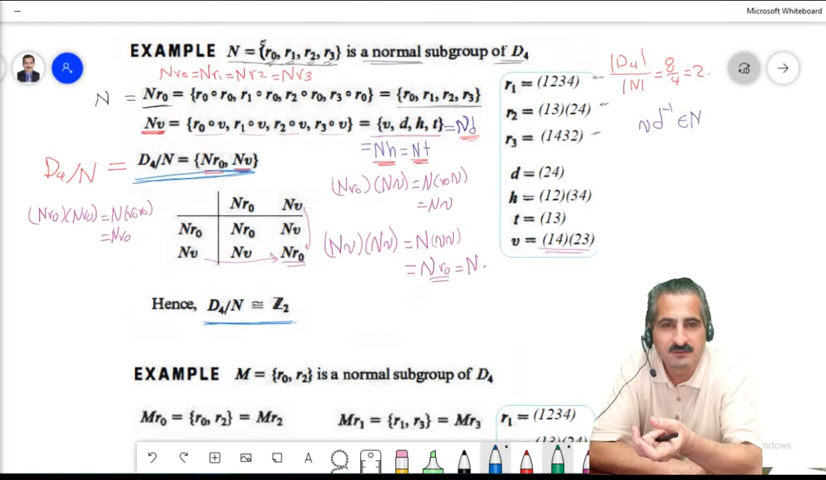 Microsoft Whiteboard
EXAMPLE N = {r₀, r₁, r₂, r₃} is a normal subgroup of D₄
Nr₀ = Nr₁ = Nr₂ = Nr₃
N = Nr₀ = {r₀ ∘ r₀, r₁ ∘ r₀, r₂ ∘ r₀, r₃ ∘ r₀} = {r₀, r₁, r₂, r₃}
Nv = {r₀ ∘ v, r₁ ∘ v, r₂ ∘ v, r₃ ∘ v} = {v, d, h, t} = Nd
= Nh = Nt
D₄/N = D₄/N = {Nr₀, Nv}
(Nr₀)(Nr₀) = N(r₀r₀)
= Nr₀
Nr₀ Nv
Nr₀ Nr₀ Nv
Nv Nv Nr₀
(Nr₀)(Nv) = N(r₀v)
= Nv
(Nv)(Nv) = N(vv)
= Nr₀ = N.
Hence, D₄/N ≅ ℤ₂
|D₄|/|N| = 8/4 = 2.
vd⁻¹ ∈ N
r₁ = (1234)
r₂ = (13)(24)
r₃ = (1432)
d = (24)
h = (12)(34)
t = (13)
v = (14)(23)
EXAMPLE M = {r₀, r₂} is a normal subgroup of D₄
Mr₀ = {r₀, r₂} = Mr₂ Mr₁ = {r₁, r₃} = Mr₃
r₁ = (1234)